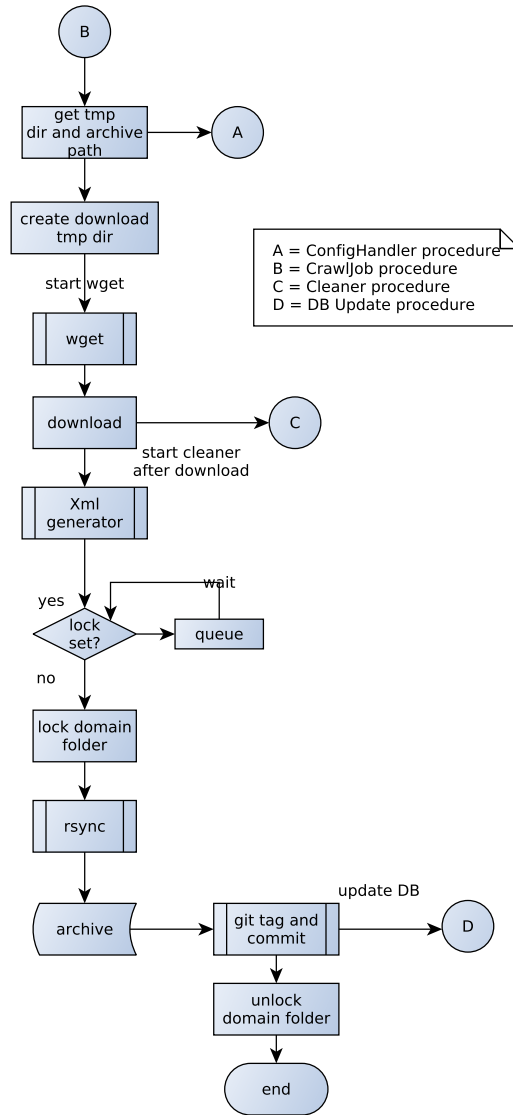 B
get tmp
dir and archive
path
A
create download
tmp dir
A = ConfigHandler procedure
B = CrawlJob procedure
C = Cleaner procedure
D = DB Update procedure
start wget
wget
download
C
start cleaner
after download
Xml
generator
wait
yes
lock
set?
queue
no
lock domain
folder
rsync
update DB
archive
git tag and
commit
D
unlock
domain folder
end